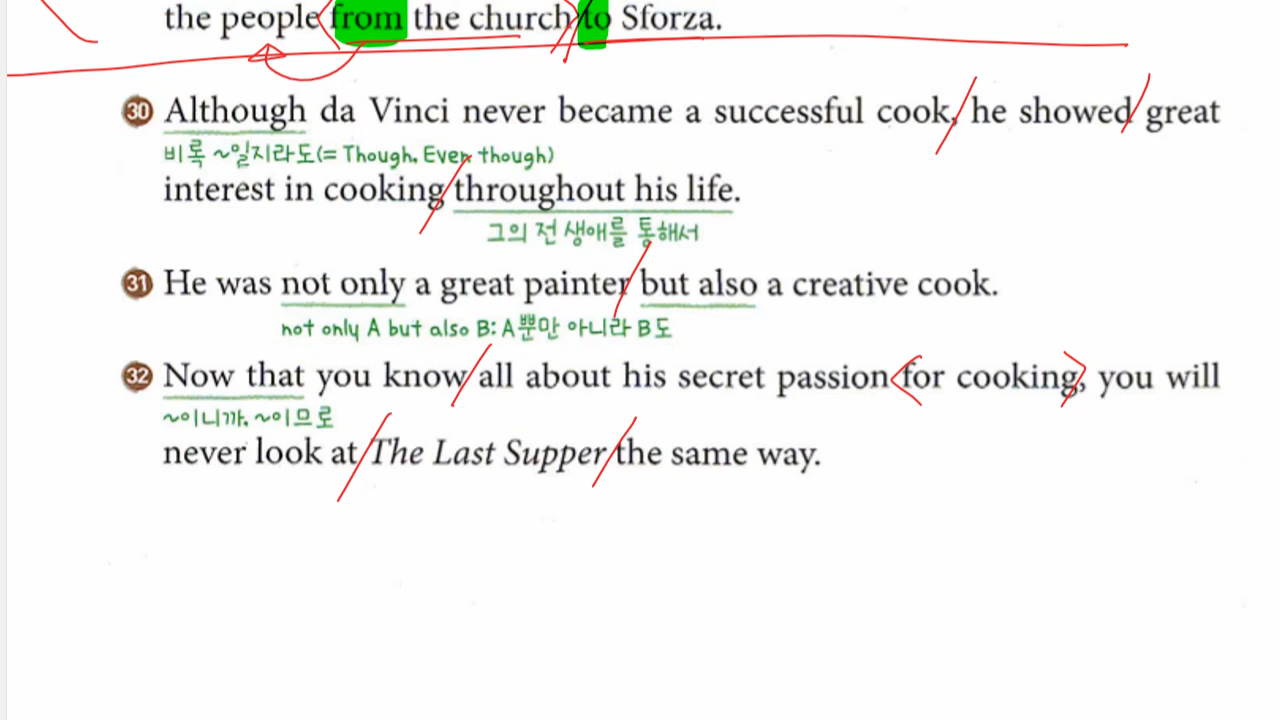 the people from the church to Sforza.
30 Although da Vinci never became a successful cook, he showed great
비록 ~일지라도(= Though, Even though)
interest in cooking throughout his life.
그의 전 생애를 통해서
31 He was not only a great painter but also a creative cook.
not only A but also B: A뿐만 아니라 B도
32 Now that you know all about his secret passion for cooking, you will
~이니까, ~이므로
never look at The Last Supper the same way.